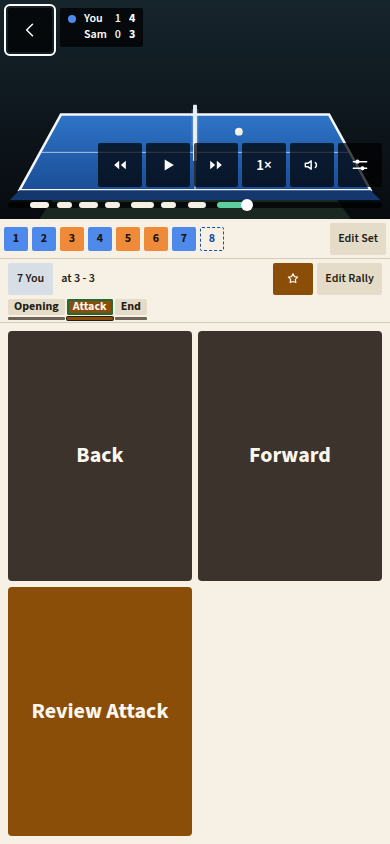 You 1 4
Sam 0 3
1×
1 2 3 4 5 6 7 8
Edit Set
7 You at 3 - 3
Edit Rally
Opening Attack End
Back Forward
Review Attack